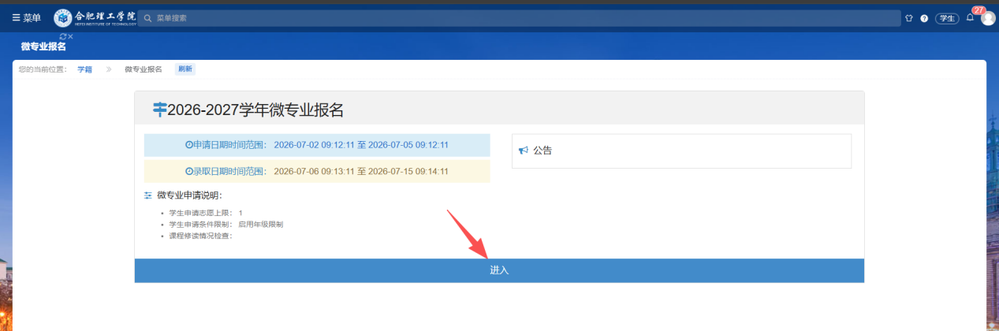 菜单
合肥理工学院
HEFEI INSTITUTE OF TECHNOLOGY
菜单搜索
学生
27
微专业报名
您的当前位置：
学籍
微专业报名
刷新
2026-2027学年微专业报名
申请日期时间范围： 2026-07-02 09:12:11 至 2026-07-05 09:12:11
公告
录取日期时间范围： 2026-07-06 09:13:11 至 2026-07-15 09:14:11
微专业申请说明：
学生申请志愿上限： 1
学生申请条件限制： 启用年级限制
课程修读情况检查：
进入